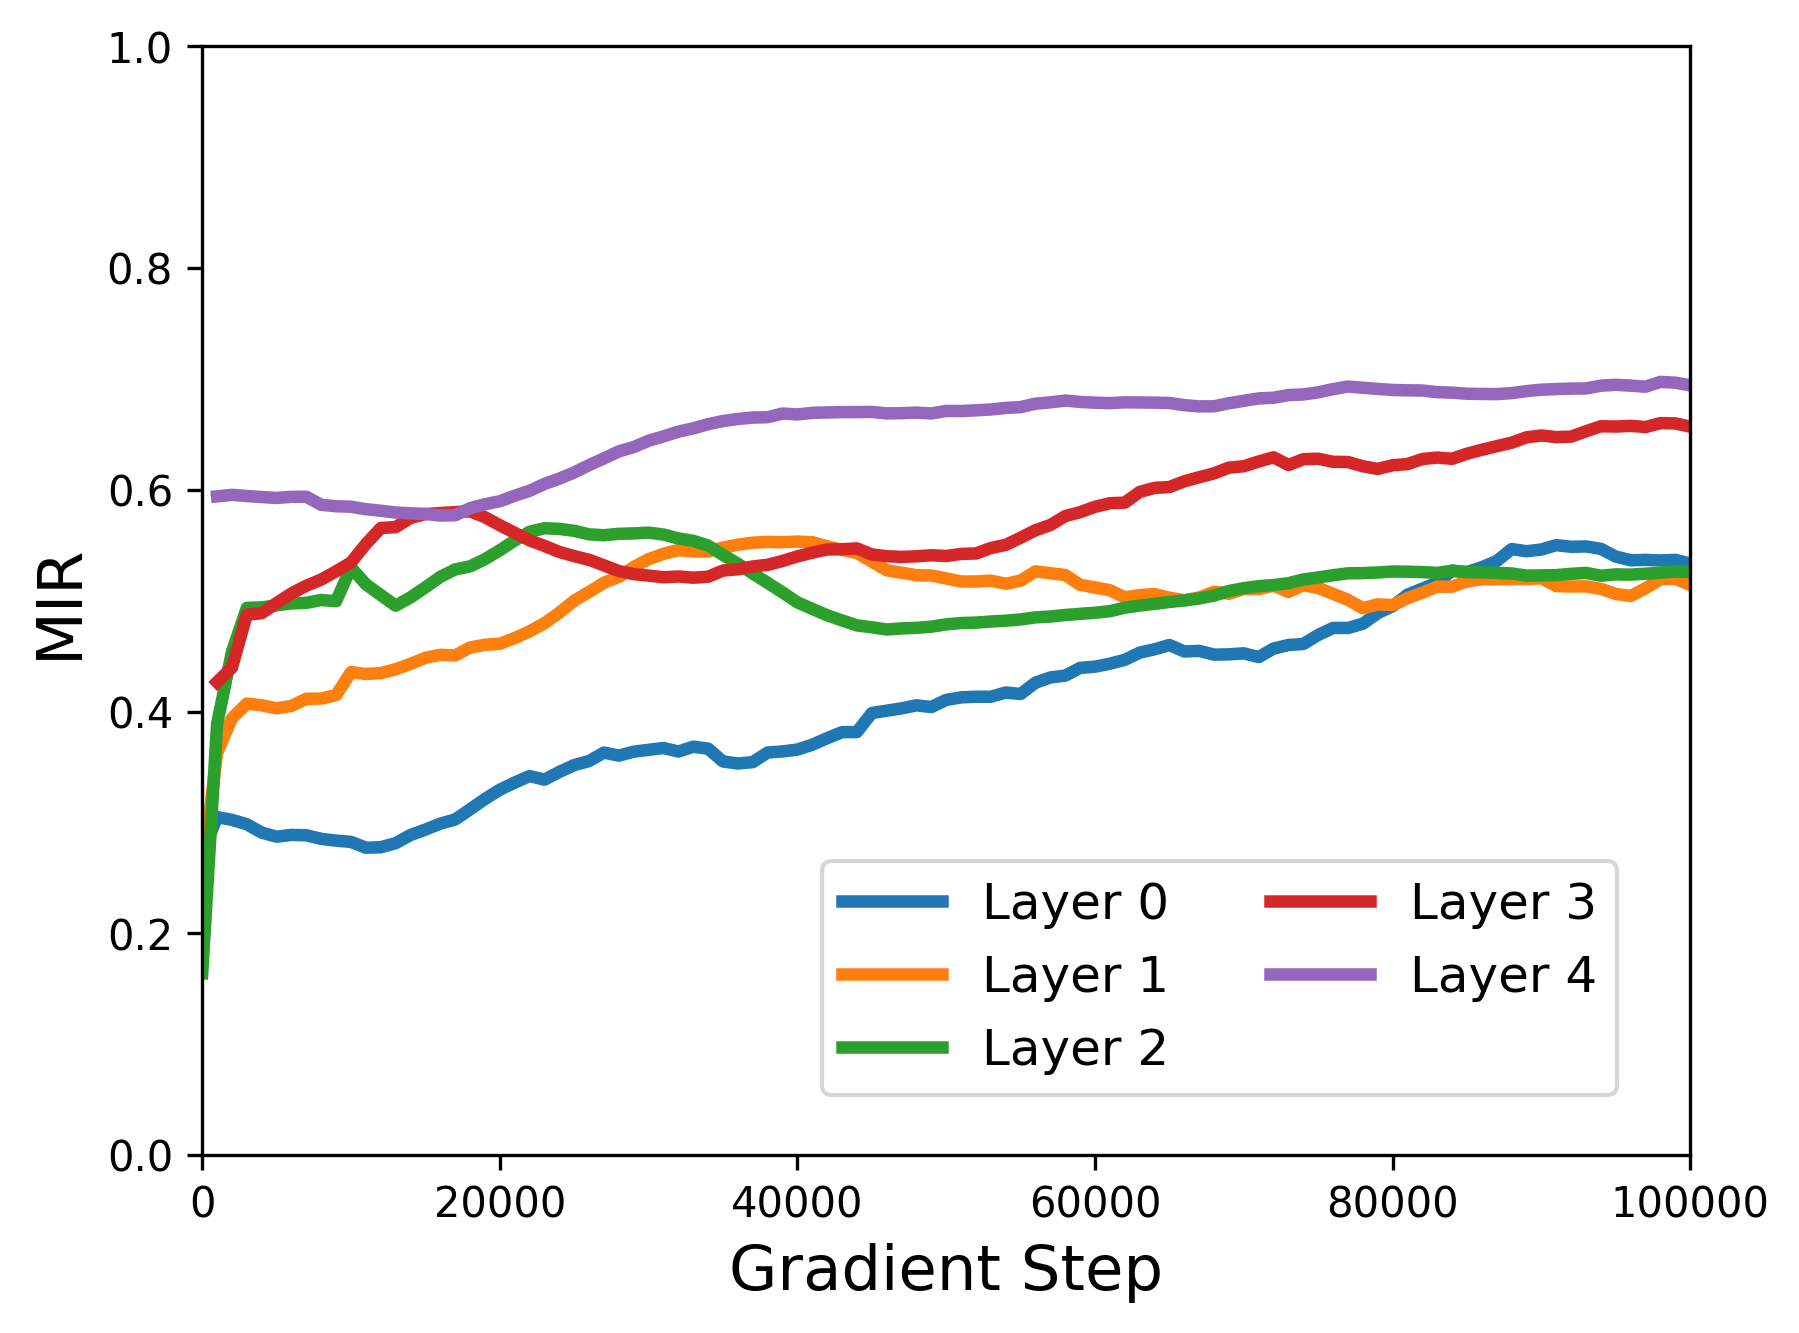 1.0
0.8
0.6
0.4
0.2
0.0
MIR
0 20000 40000 60000 80000 100000
Gradient Step
Layer 0
Layer 1
Layer 2
Layer 3
Layer 4